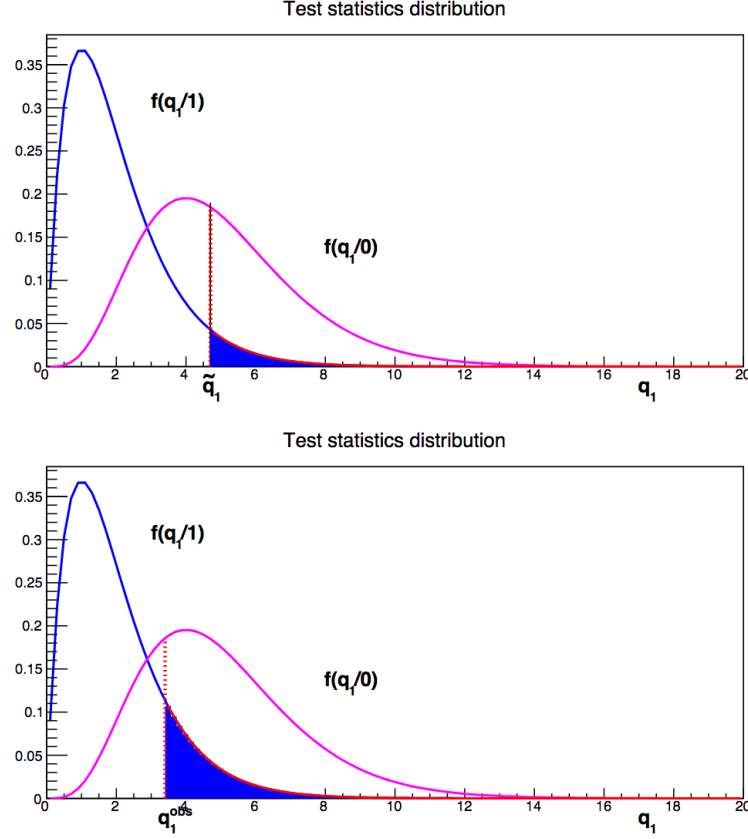 Test statistics distribution
0.35
f(q1/1)
0.3
0.25
0.2
0.15
f(q1/0)
0.1
0.05
0
0 2 4 6 8 10 12 14 16 18 20
q̃1 q1
Test statistics distribution
0.35
f(q1/1)
0.3
0.25
0.2
0.15
f(q1/0)
0.1
0.05
0
0 2 4 6 8 10 12 14 16 18 20
q1obs q1